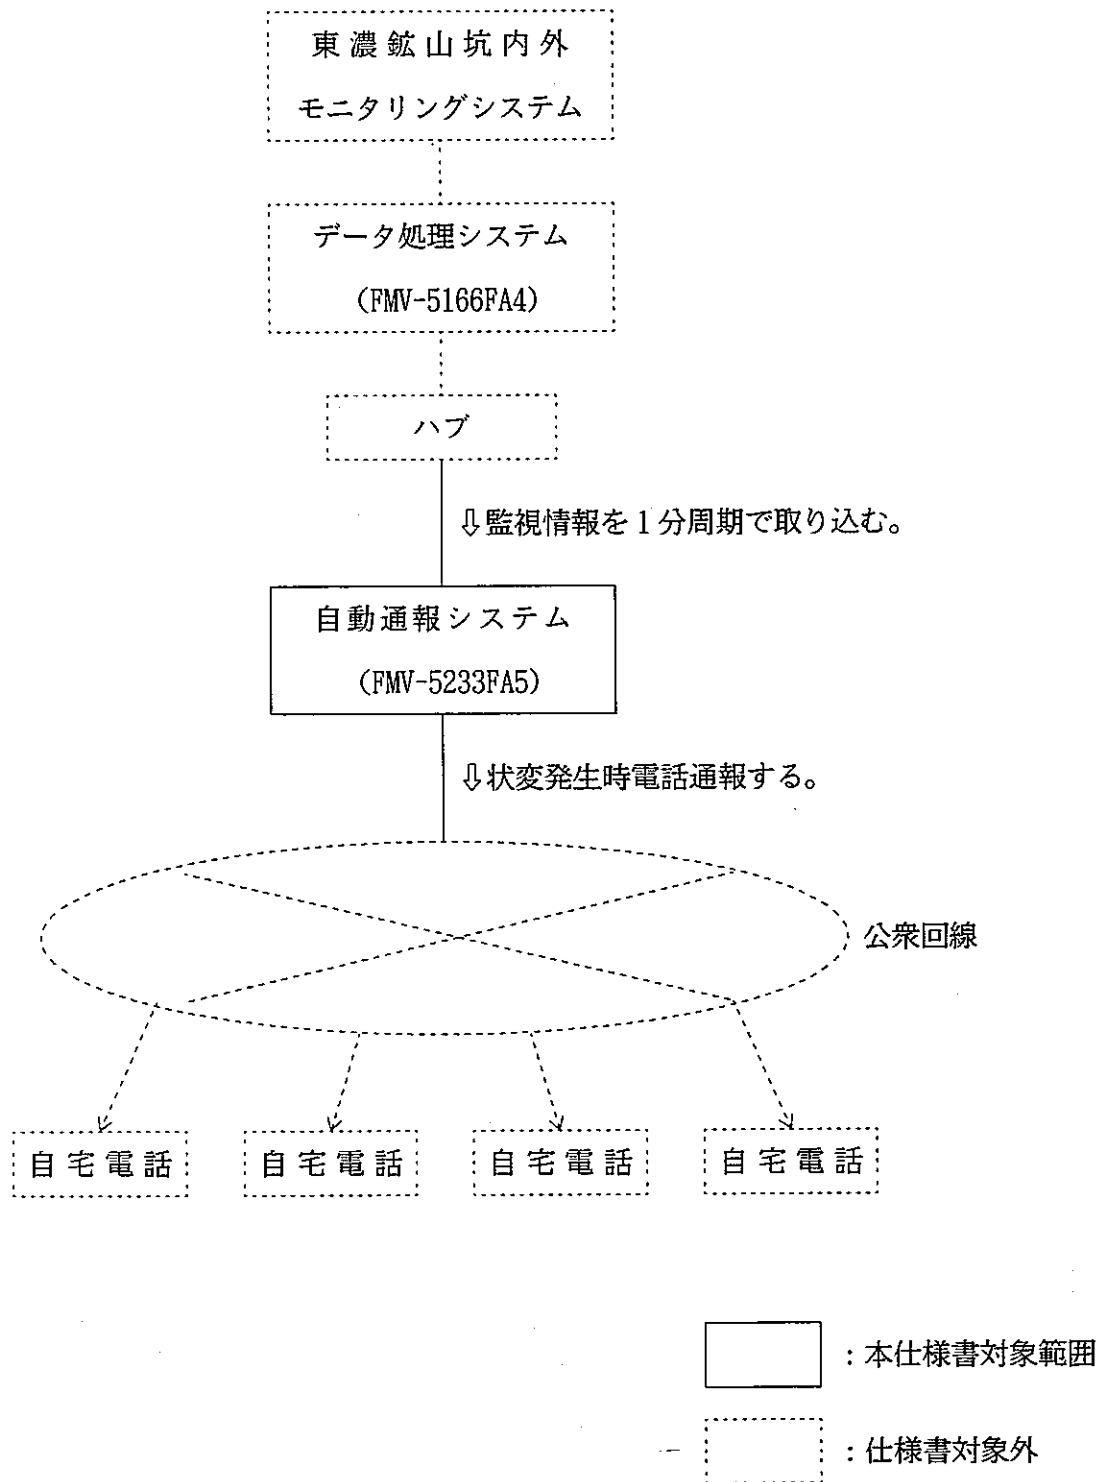 東濃鉱山坑内外
モニタリングシステム
データ処理システム
(FMV-5166FA4)
ハブ
⇩監視情報を1分周期で取り込む。
自動通報システム
(FMV-5233FA5)
⇩状変発生時電話通報する。
公衆回線
自宅電話 自宅電話 自宅電話 自宅電話
：本仕様書対象範囲
：仕様書対象外